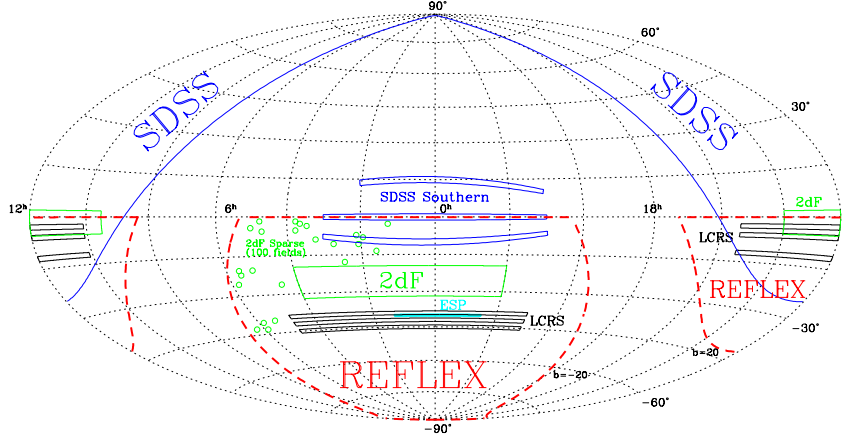 90°
60°
SDSS
SDSS
30°
SDSS Southern
2dF
12h
6h
0h
18h
2dF Sparse
(100 fields)
LCRS
2dF
REFLEX
ESP
LCRS
-30°
b=20
REFLEX
b=-20
-60°
-90°